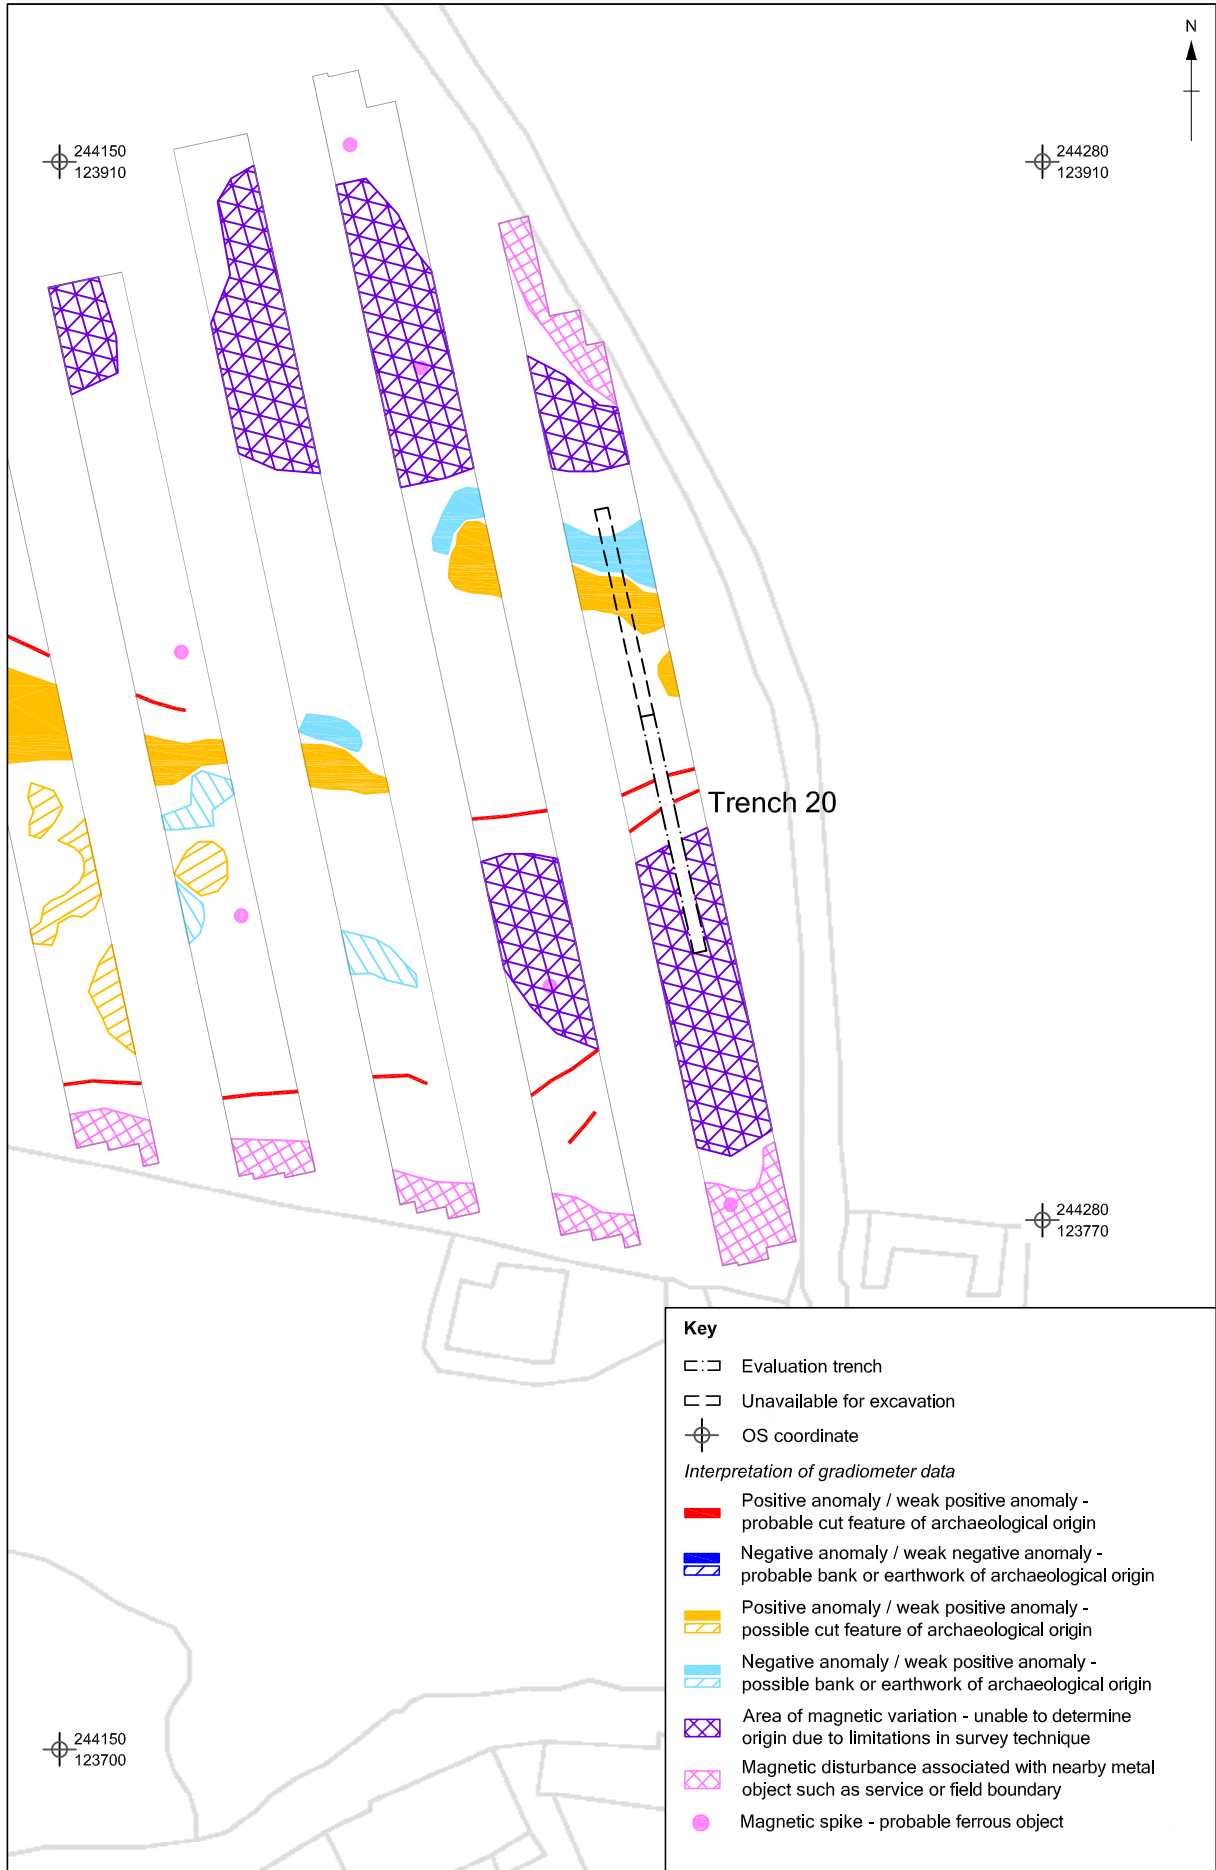 N
244150
123910
244280
123910
Trench 20
244280
123770
Key
Evaluation trench
Unavailable for excavation
OS coordinate
Interpretation of gradiometer data
Positive anomaly / weak positive anomaly -
probable cut feature of archaeological origin
Negative anomaly / weak negative anomaly -
probable bank or earthwork of archaeological origin
Positive anomaly / weak positive anomaly -
possible cut feature of archaeological origin
Negative anomaly / weak positive anomaly -
possible bank or earthwork of archaeological origin
Area of magnetic variation - unable to determine
origin due to limitations in survey technique
Magnetic disturbance associated with nearby metal
object such as service or field boundary
Magnetic spike - probable ferrous object
244150
123700